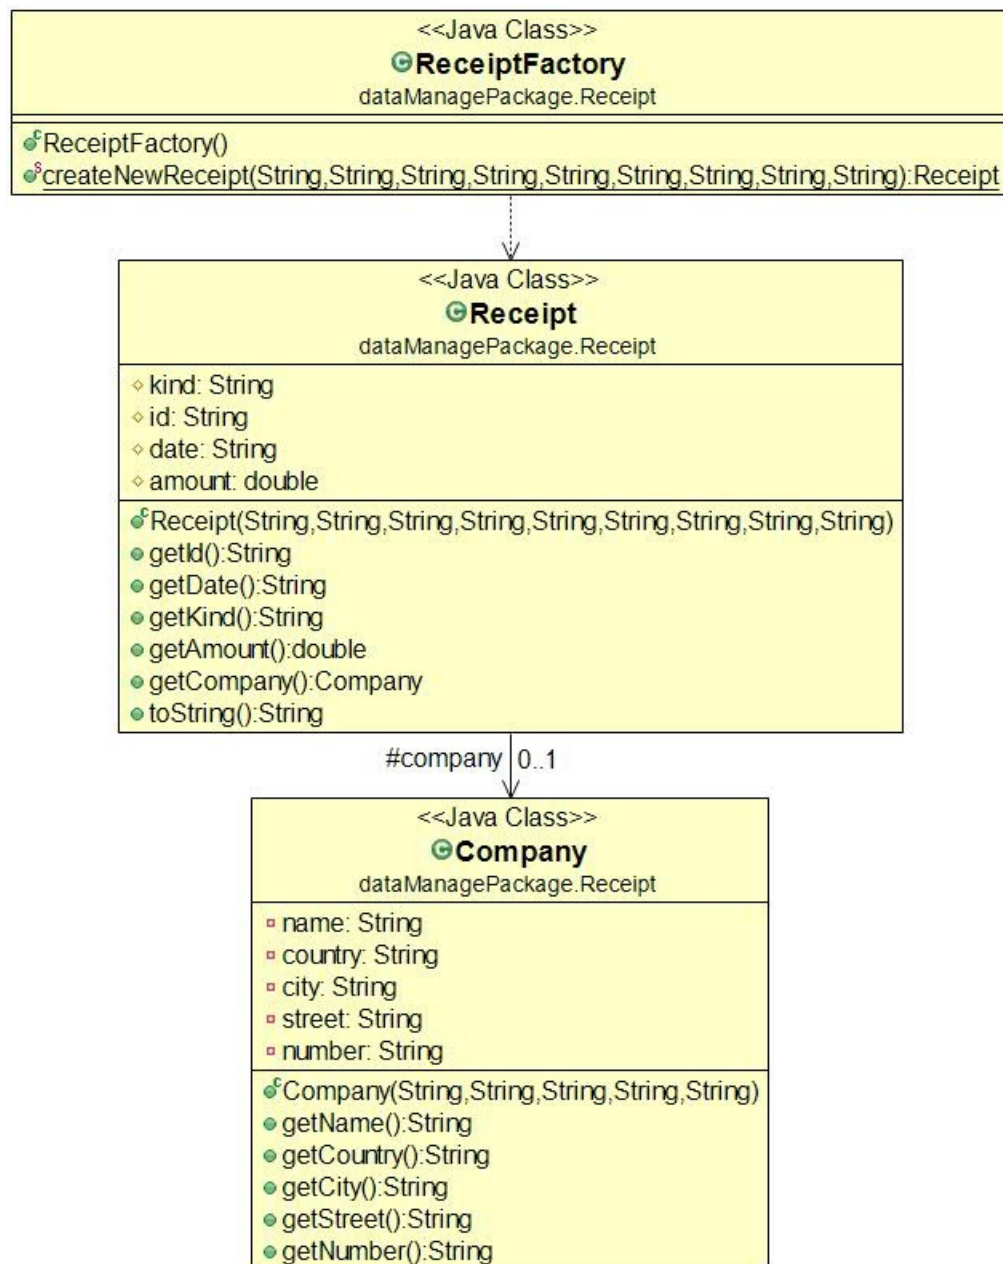 <<Java Class>>
ReceiptFactory
dataManagePackage.Receipt
ReceiptFactory()
createNewReceipt(String,String,String,String,String,String,String,String,String):Receipt
<<Java Class>>
Receipt
dataManagePackage.Receipt
kind: String
id: String
date: String
amount: double
Receipt(String,String,String,String,String,String,String,String,String)
getId():String
getDate():String
getKind():String
getAmount():double
getCompany():Company
toString():String
#company 0..1
<<Java Class>>
Company
dataManagePackage.Receipt
name: String
country: String
city: String
street: String
number: String
Company(String,String,String,String,String)
getName():String
getCountry():String
getCity():String
getStreet():String
getNumber():String